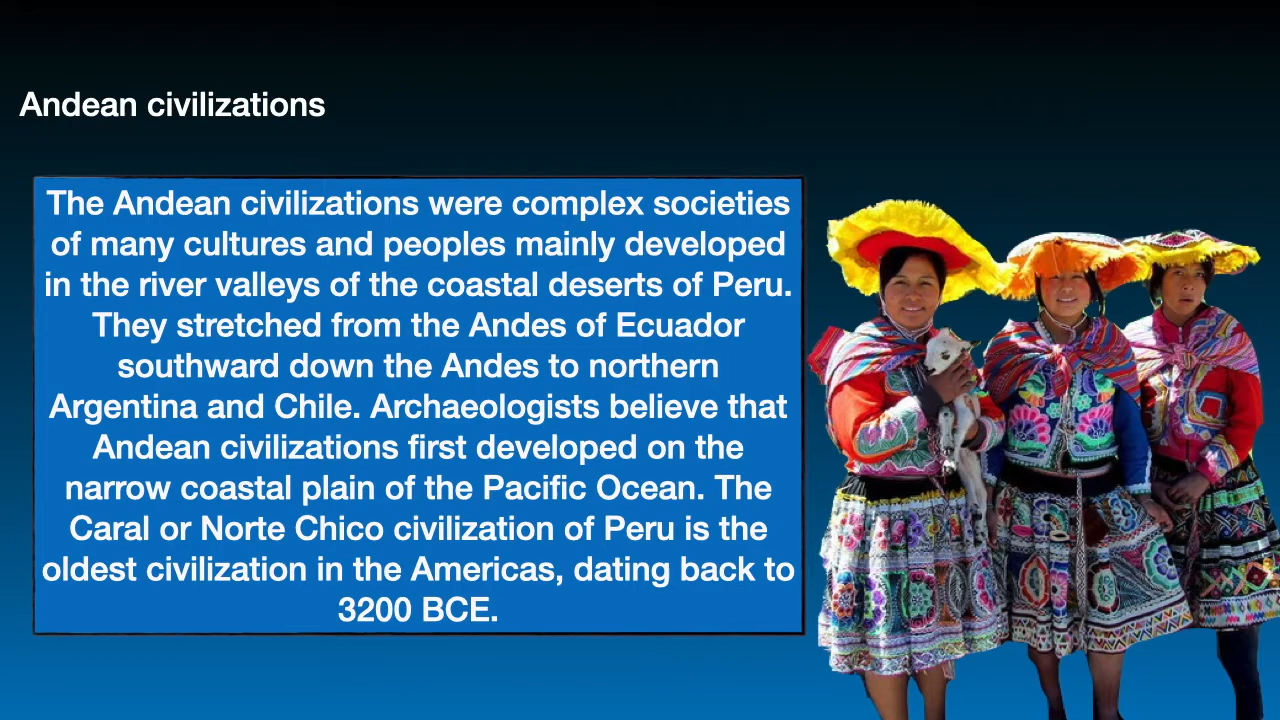 Andean civilizations
The Andean civilizations were complex societies
of many cultures and peoples mainly developed
in the river valleys of the coastal deserts of Peru.
They stretched from the Andes of Ecuador
southward down the Andes to northern
Argentina and Chile. Archaeologists believe that
Andean civilizations first developed on the
narrow coastal plain of the Pacific Ocean. The
Caral or Norte Chico civilization of Peru is the
oldest civilization in the Americas, dating back to
3200 BCE.